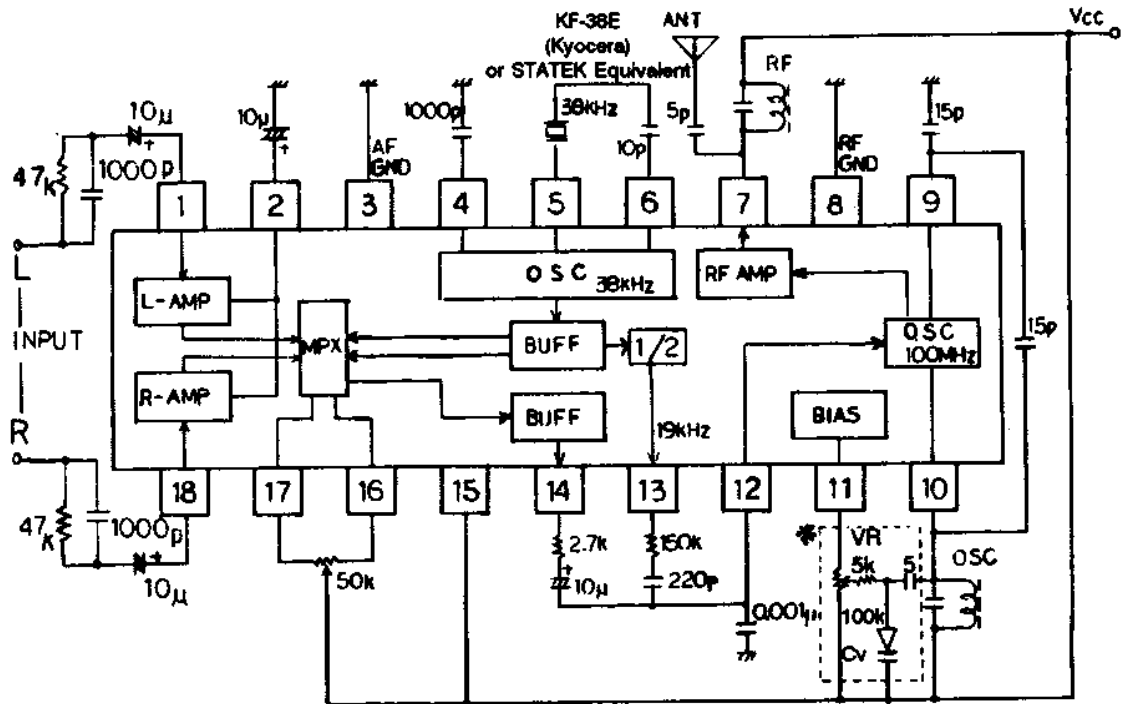 KF-38E
(Kyocera)
or STATEK Equivalent
ANT
Vcc
RF
10μ
10μ
1000p
38kHz
5p
15p
47k
1000p
AF
GND
10p
RF
GND
1
2
3
4
5
6
7
8
9
OSC 38kHz
RF AMP
L-AMP
INPUT
MPX
BUFF
1/2
OSC
100MHz
15p
R-AMP
BUFF
BIAS
L
R
19kHz
18
17
16
15
14
13
12
11
10
47k
1000p
10μ
50k
2.7k
10μ
150k
220p
0.001μ
*
VR
5k
5
OSC
100k
Cv